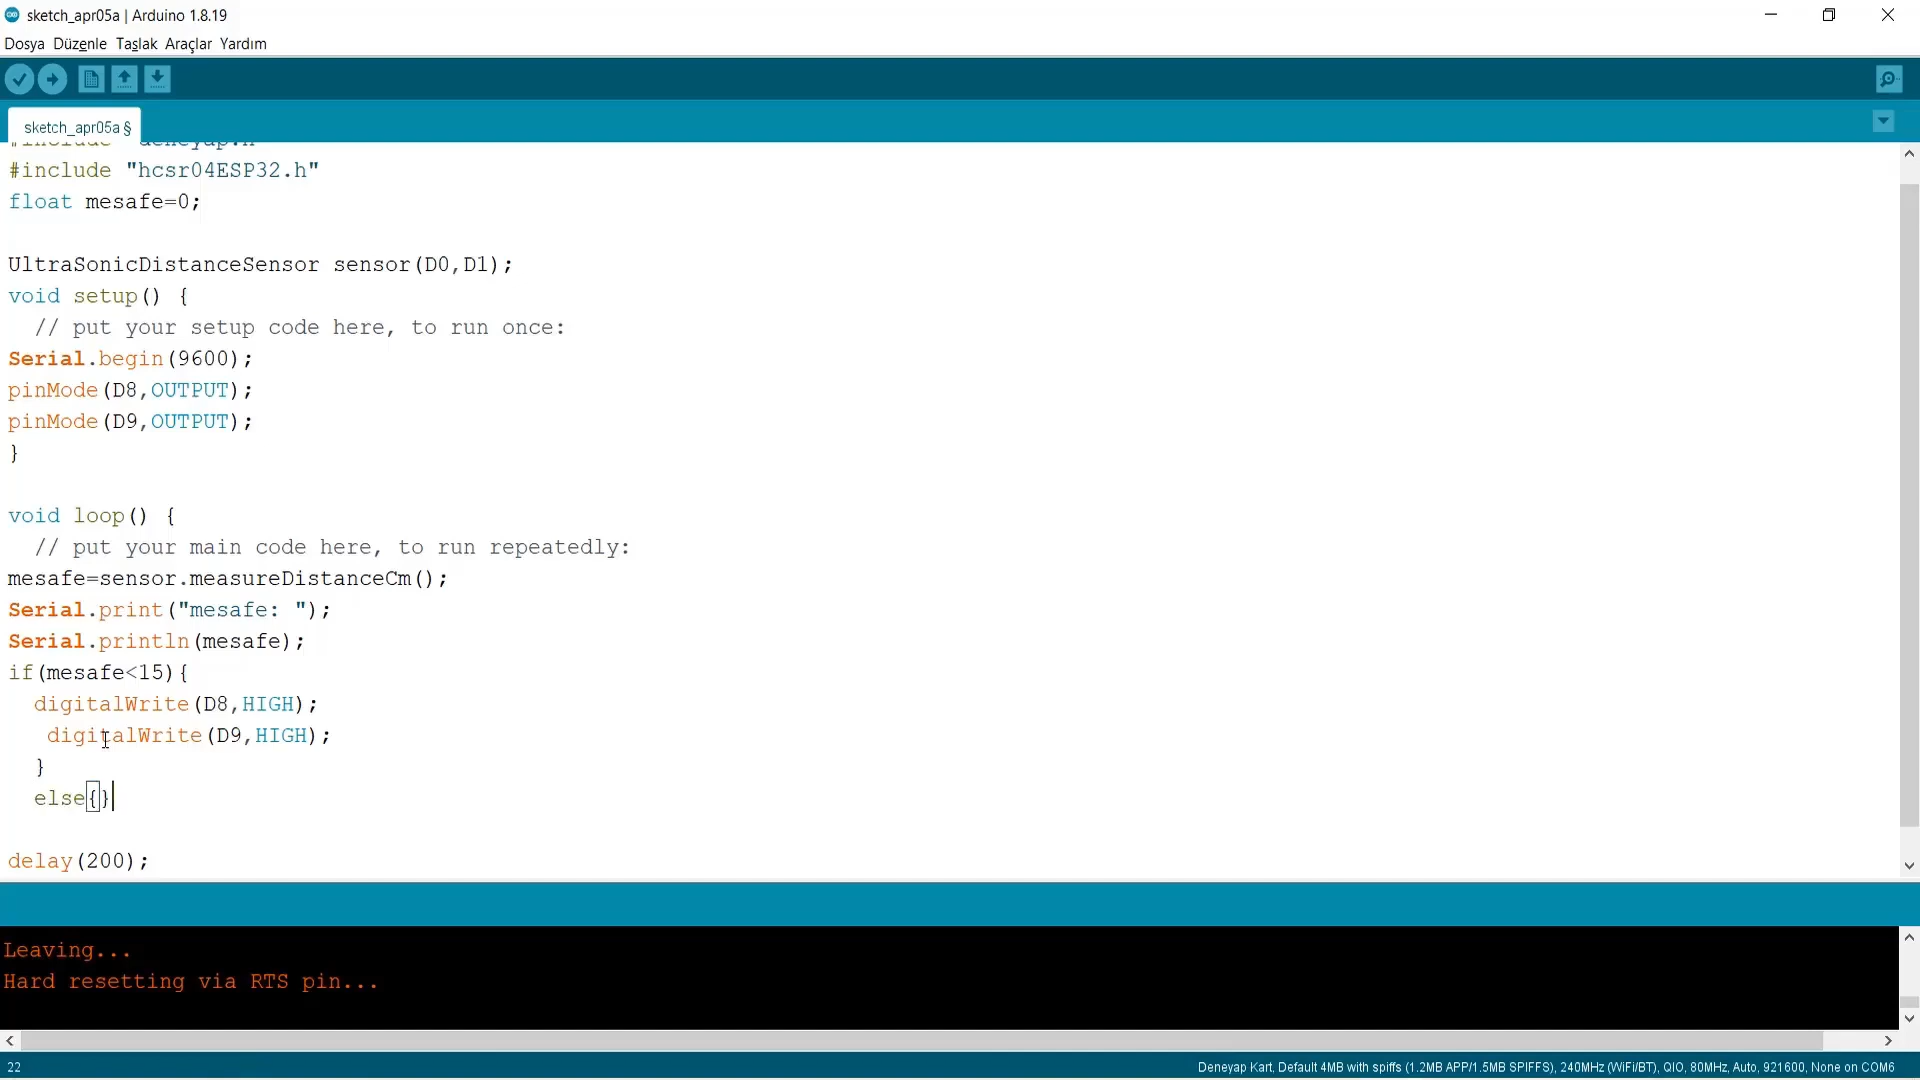 sketch_apr05a | Arduino 1.8.19
Dosya Düzenle Taslak Araçlar Yardım
sketch_apr05a §
#include "deneyap.h"
#include "hcsr04ESP32.h"
float mesafe=0;
UltraSonicDistanceSensor sensor(D0,D1);
void setup() {
// put your setup code here, to run once:
Serial.begin(9600);
pinMode(D8,OUTPUT);
pinMode(D9,OUTPUT);
}
void loop() {
// put your main code here, to run repeatedly:
mesafe=sensor.measureDistanceCm();
Serial.print("mesafe: ");
Serial.println(mesafe);
if(mesafe<15){
digitalWrite(D8,HIGH);
digitalWrite(D9,HIGH);
}
else{}
delay(200);
Leaving...
Hard resetting via RTS pin...
22
Deneyap Kart, Default 4MB with spiffs (1.2MB APP/1.5MB SPIFFS), 240MHz (WiFi/BT), QIO, 80MHz, Auto, 921600, None on COM6